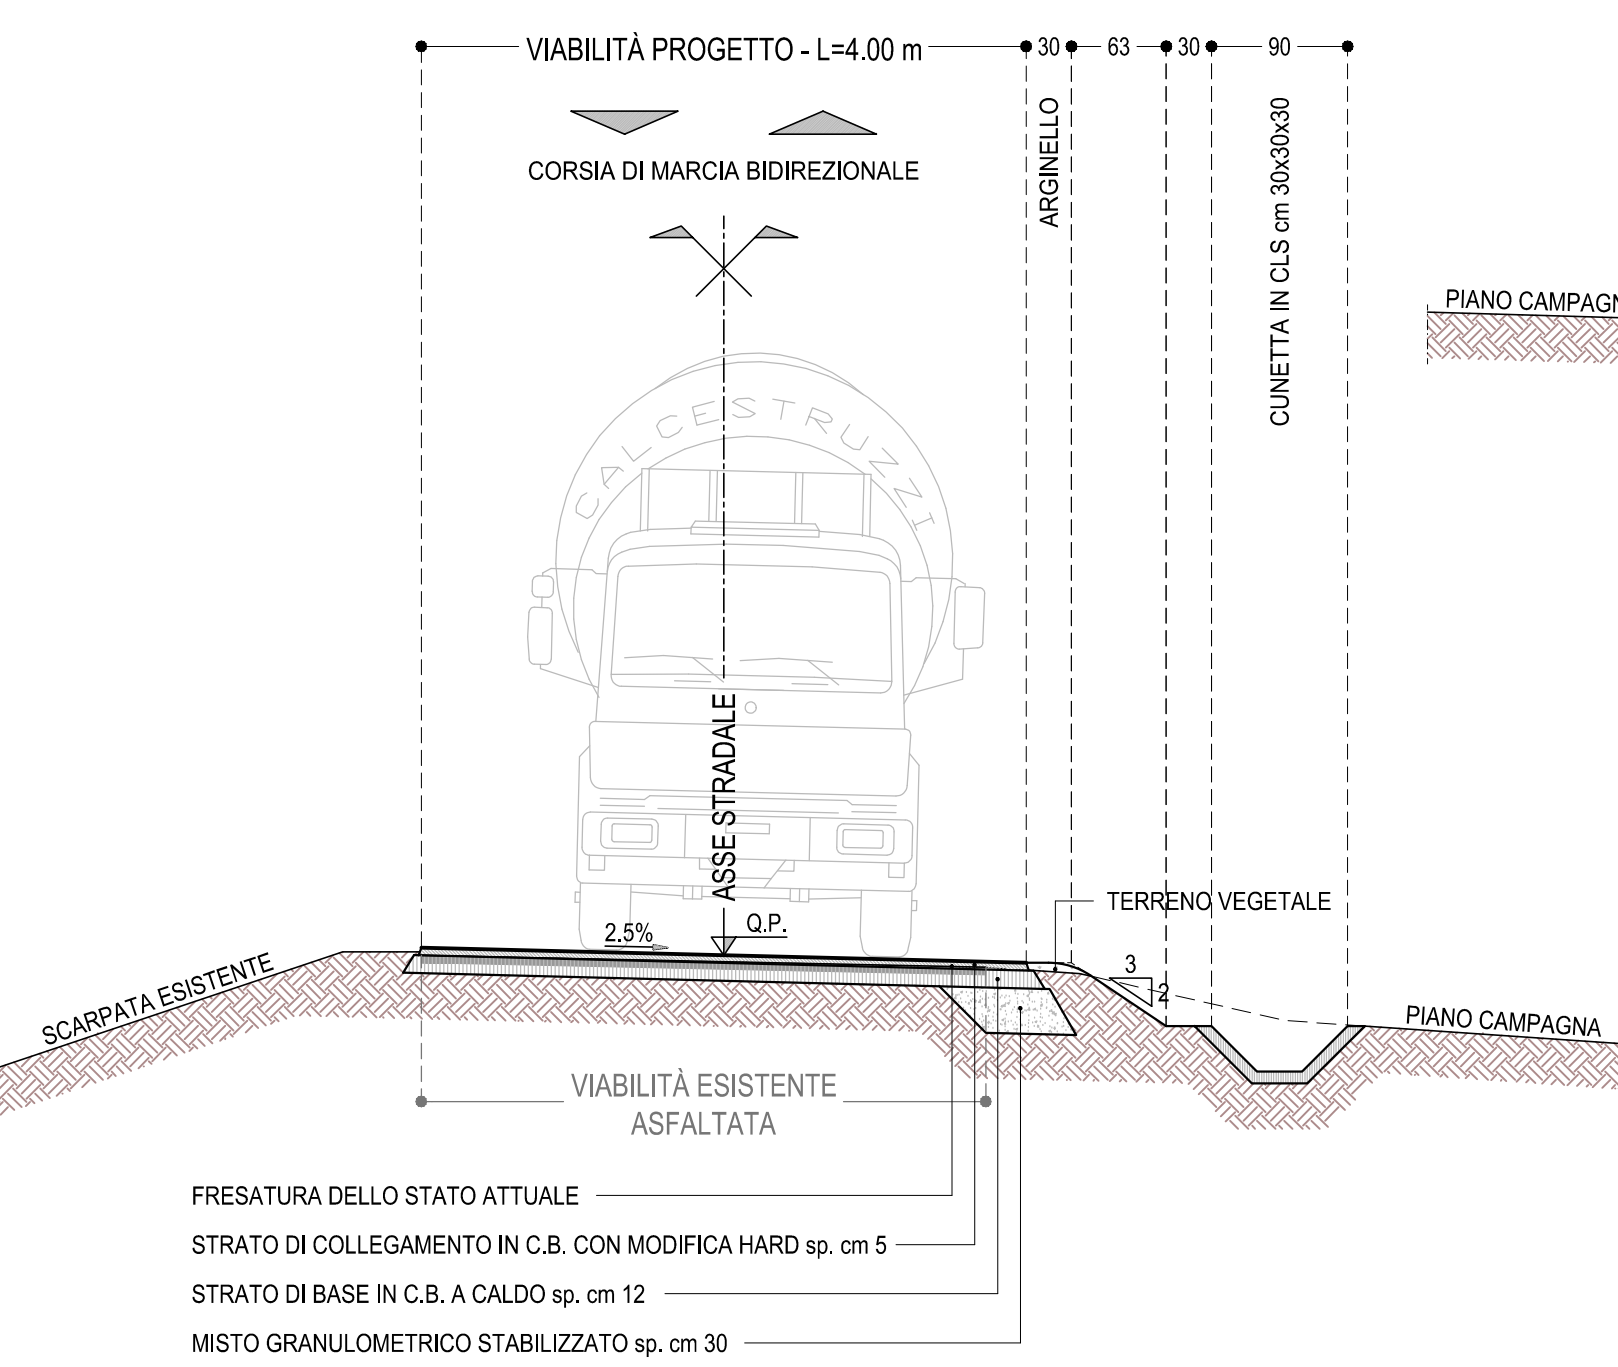 VIABILITÀ PROGETTO - L=4.00 m
30
63
30
90
CORSIA DI MARCIA BIDIREZIONALE
ARGINELLO
CUNETTA IN CLS cm 30x30x30
PIANO CAMPAGN
CALCESTRUZZI
ASSE STRADALE
TERRENO VEGETALE
2.5%
Q.P.
3
2
SCARPATA ESISTENTE
PIANO CAMPAGNA
VIABILITÀ ESISTENTE
ASFALTATA
FRESATURA DELLO STATO ATTUALE
STRATO DI COLLEGAMENTO IN C.B. CON MODIFICA HARD sp. cm 5
STRATO DI BASE IN C.B. A CALDO sp. cm 12
MISTO GRANULOMETRICO STABILIZZATO sp. cm 30